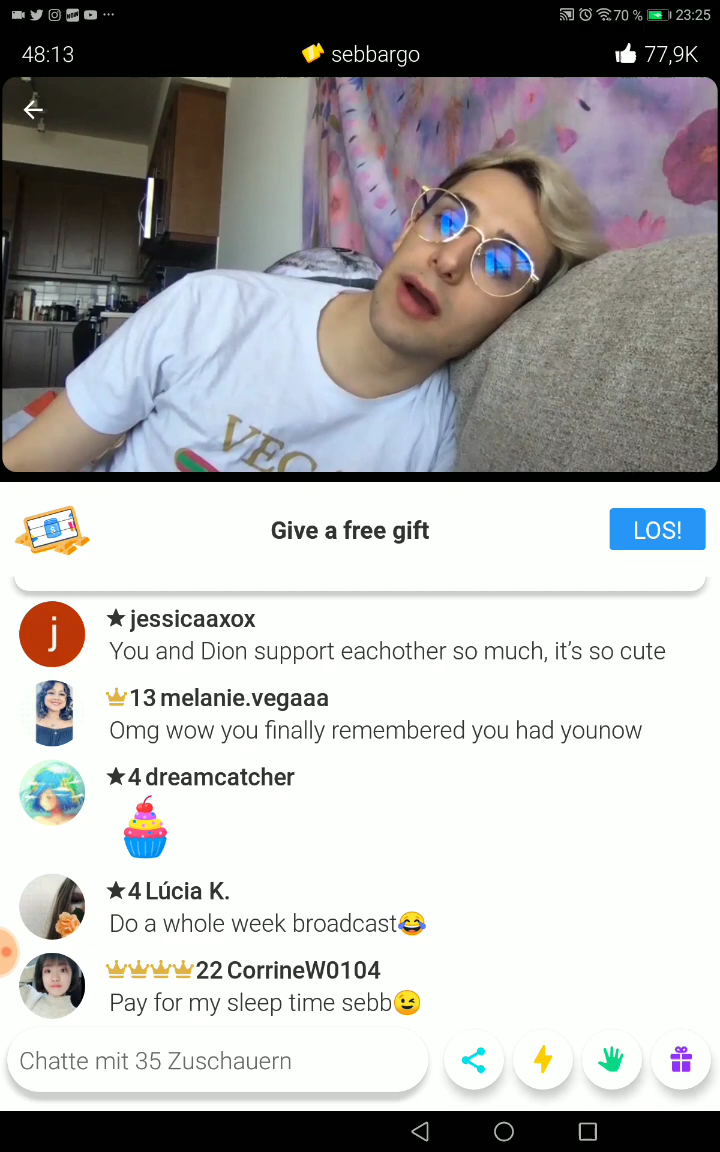 70 % 23:25
48:13 sebbargo 77,9K
VEG
Give a free gift LOS!
j
★ jessicaaxox
You and Dion support eachother so much, it’s so cute
13 melanie.vegaaa
Omg wow you finally remembered you had younow
★4 dreamcatcher
★4 Lúcia K.
Do a whole week broadcast😂
22 CorrineW0104
Pay for my sleep time sebb😉
Chatte mit 35 Zuschauern